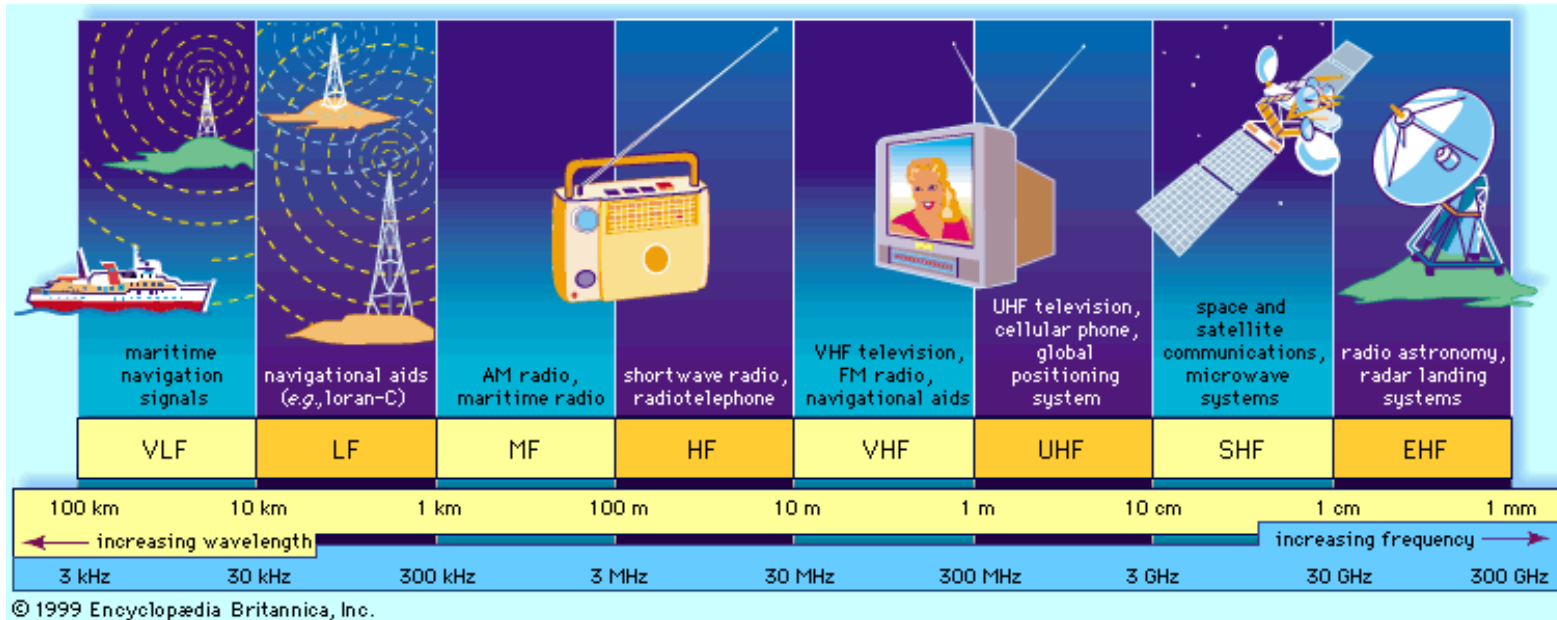 maritime
navigation
signals
navigational aids
(e.g.,loran-C)
AM radio,
maritime radio
shortwave radio,
radiotelephone
VHF television,
FM radio,
navigational aids
UHF television,
cellular phone,
global
positioning
system
space and
satellite
communications,
microwave
systems
radio astronomy,
radar landing
systems
VLF LF MF HF VHF UHF SHF EHF
100 km 10 km 1 km 100 m 10 m 1 m 10 cm 1 cm 1 mm
increasing wavelength increasing frequency
3 kHz 30 kHz 300 kHz 3 MHz 30 MHz 300 MHz 3 GHz 30 GHz 300 GHz
© 1999 Encyclopædia Britannica, Inc.